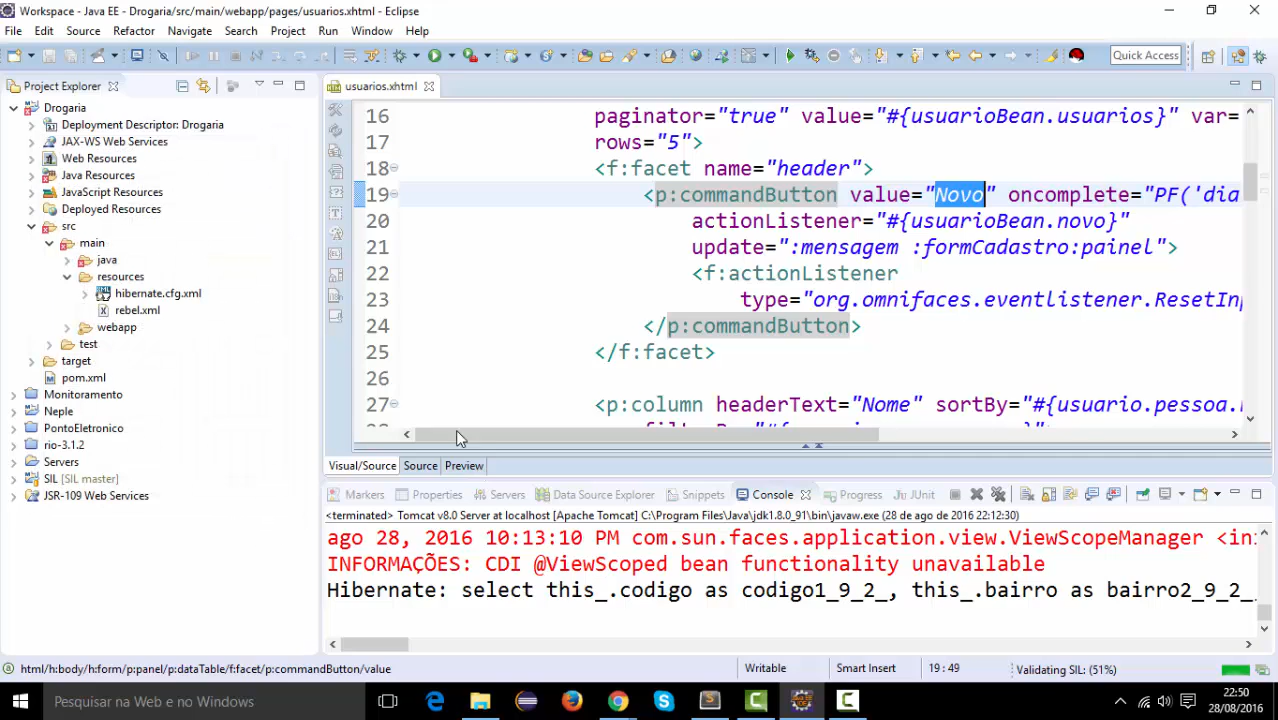 Workspace - Java EE - Drogaria/src/main/webapp/pages/usuarios.xhtml - Eclipse
File Edit Source Refactor Navigate Search Project Run Window Help
Quick Access
Project Explorer
Drogaria
Deployment Descriptor: Drogaria
JAX-WS Web Services
Web Resources
Java Resources
JavaScript Resources
Deployed Resources
src
main
java
resources
hibernate.cfg.xml
rebel.xml
webapp
test
target
pom.xml
Monitoramento
Neple
PontoEletronico
rio-3.1.2
Servers
SIL [SIL master]
JSR-109 Web Services
usuarios.xhtml
16 paginator="true" value="#{usuarioBean.usuarios}" var=
17 rows="5">
18 <f:facet name="header">
19 <p:commandButton value="Novo" oncomplete="PF('dia
20 actionListener="#{usuarioBean.novo}"
21 update=":mensagem :formCadastro:painel">
22 <f:actionListener
23 type="org.omnifaces.eventlistener.ResetInp
24 </p:commandButton>
25 </f:facet>
26
27 <p:column headerText="Nome" sortBy="#{usuario.pessoa.
Visual/Source Source Preview
Markers Properties Servers Data Source Explorer Snippets Console Progress JUnit
<terminated> Tomcat v8.0 Server at localhost [Apache Tomcat] C:\Program Files\Java\jdk1.8.0_91\bin\javaw.exe (28 de ago de 2016 22:12:30)
ago 28, 2016 10:13:10 PM com.sun.faces.application.view.ViewScopeManager <in
INFORMAÇÕES: CDI @ViewScoped bean functionality unavailable
Hibernate: select this_.codigo as codigo1_9_2_, this_.bairro as bairro2_9_2_
html/h:body/h:form/p:panel/p:dataTable/f:facet/p:commandButton/value
Writable Smart Insert 19 : 49 Validating SIL: (51%)
Pesquisar na Web e no Windows
22:50
28/08/2016